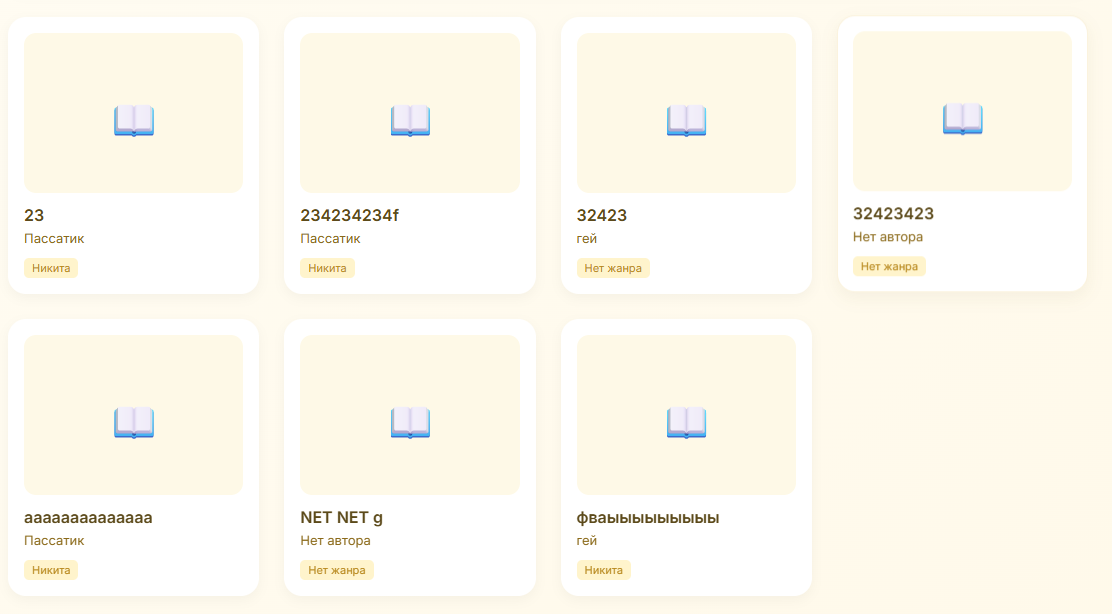 23
Пассатик
Никита
234234234f
Пассатик
Никита
32423
гей
Нет жанра
32423423
Нет автора
Нет жанра
аааааааааааааа
Пассатик
Никита
NET NET g
Нет автора
Нет жанра
фваыыыыыыыыы
гей
Никита